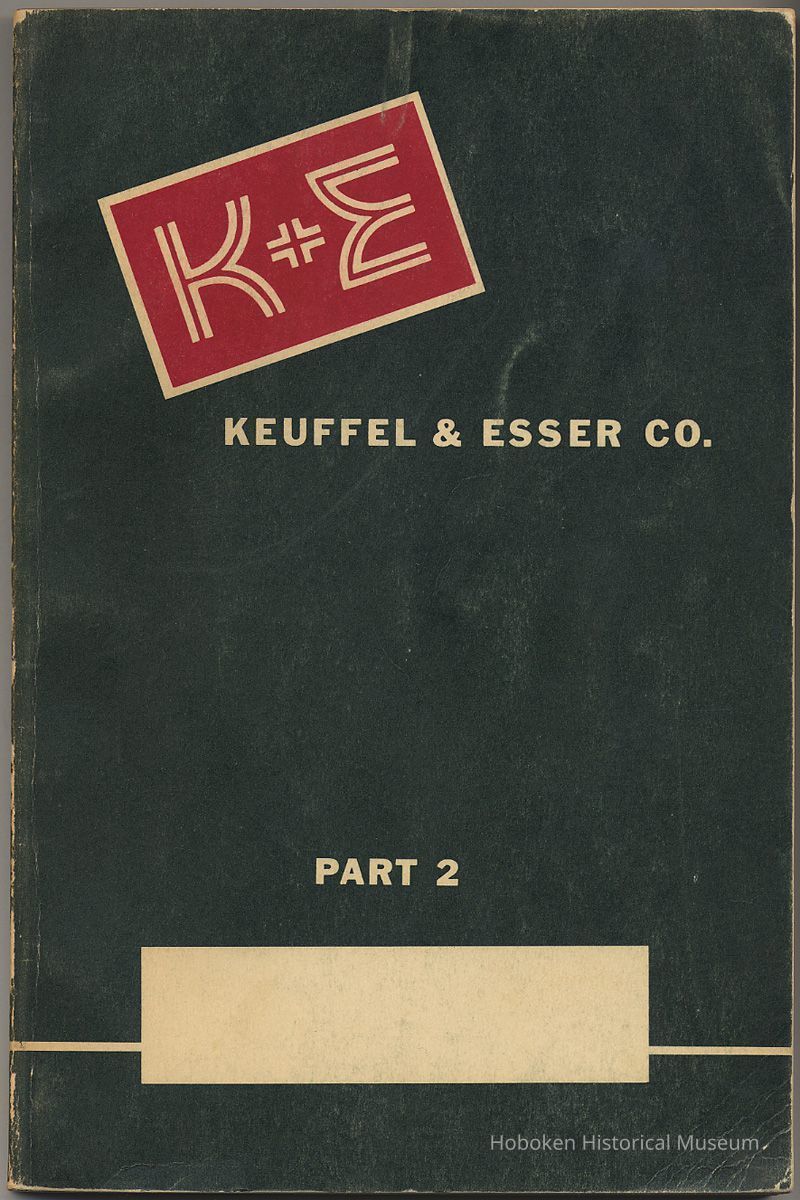 K+E
KEUFFEL & ESSER CO.
PART 2
Hoboken Historical Museum